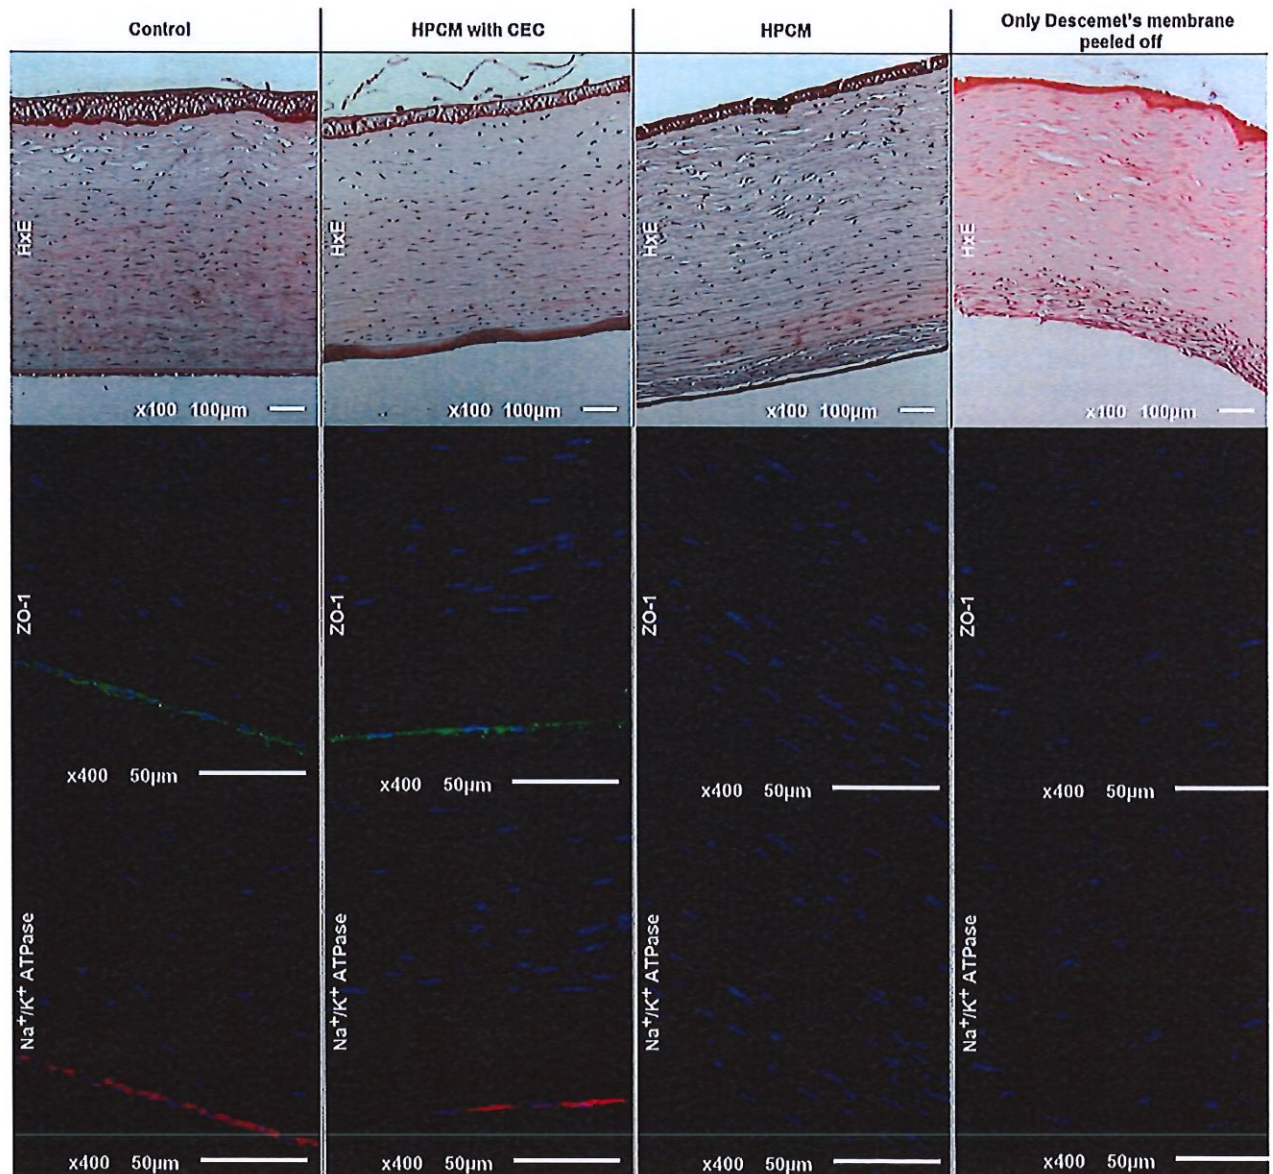 Control
HPCM with CEC
HPCM
Only Descemet's membrane
peeled off
HxE
HxE
HxE
HxE
x100 100µm
x100 100µm
x100 100µm
x100 100µm
ZO-1
ZO-1
ZO-1
ZO-1
x400 50µm
x400 50µm
x400 50µm
x400 50µm
Na⁺/K⁺ ATPase
Na⁺/K⁺ ATPase
Na⁺/K⁺ ATPase
Na⁺/K⁺ ATPase
x400 50µm
x400 50µm
x400 50µm
x400 50µm